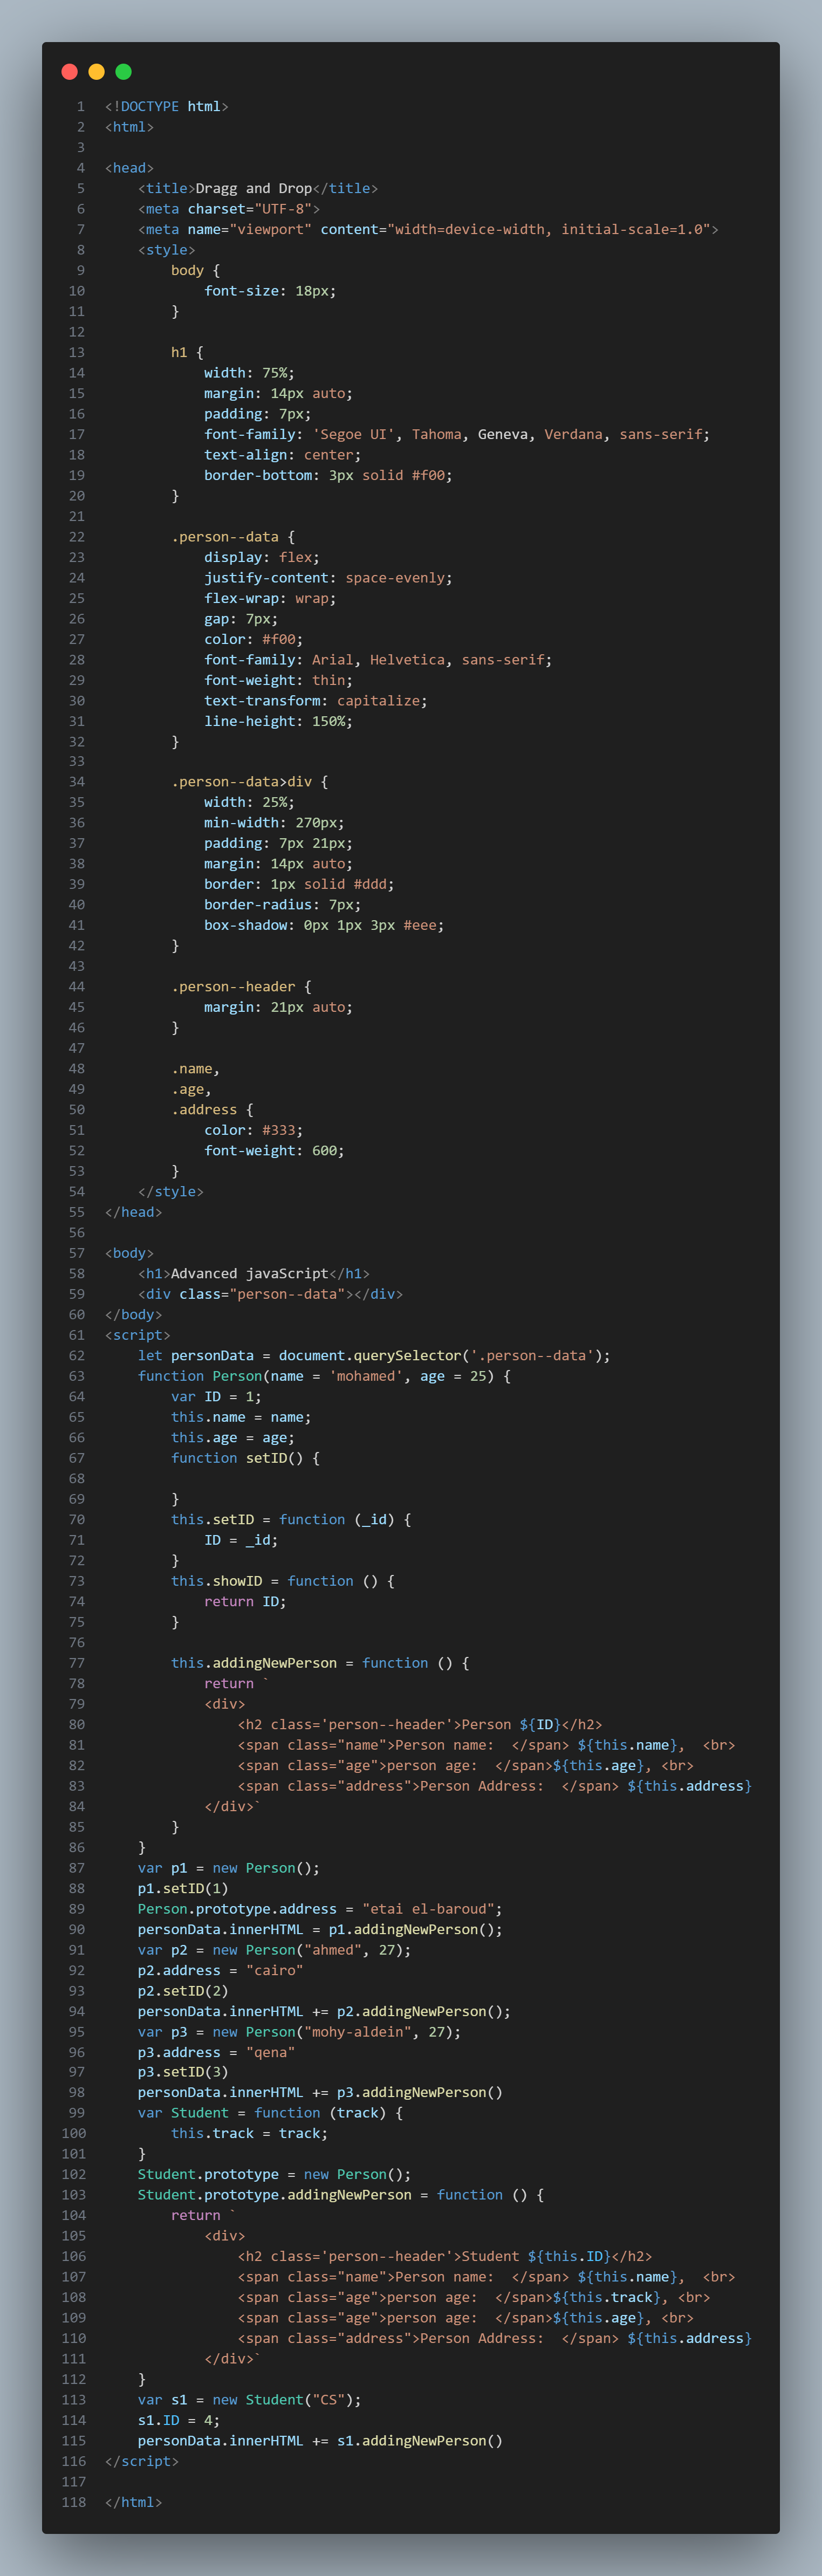 1 <!DOCTYPE html>
2 <html>
3
4 <head>
5     <title>Dragg and Drop</title>
6     <meta charset="UTF-8">
7     <meta name="viewport" content="width=device-width, initial-scale=1.0">
8     <style>
9         body {
10             font-size: 18px;
11         }
12
13         h1 {
14             width: 75%;
15             margin: 14px auto;
16             padding: 7px;
17             font-family: 'Segoe UI', Tahoma, Geneva, Verdana, sans-serif;
18             text-align: center;
19             border-bottom: 3px solid #f00;
20         }
21
22         .person--data {
23             display: flex;
24             justify-content: space-evenly;
25             flex-wrap: wrap;
26             gap: 7px;
27             color: #f00;
28             font-family: Arial, Helvetica, sans-serif;
29             font-weight: thin;
30             text-transform: capitalize;
31             line-height: 150%;
32         }
33
34         .person--data>div {
35             width: 25%;
36             min-width: 270px;
37             padding: 7px 21px;
38             margin: 14px auto;
39             border: 1px solid #ddd;
40             border-radius: 7px;
41             box-shadow: 0px 1px 3px #eee;
42         }
43
44         .person--header {
45             margin: 21px auto;
46         }
47
48         .name,
49         .age,
50         .address {
51             color: #333;
52             font-weight: 600;
53         }
54     </style>
55 </head>
56
57 <body>
58     <h1>Advanced javaScript</h1>
59     <div class="person--data"></div>
60 </body>
61 <script>
62     let personData = document.querySelector('.person--data');
63     function Person(name = 'mohamed', age = 25) {
64         var ID = 1;
65         this.name = name;
66         this.age = age;
67         function setID() {
68
69         }
70         this.setID = function (_id) {
71             ID = _id;
72         }
73         this.showID = function () {
74             return ID;
75         }
76
77         this.addingNewPerson = function () {
78             return `
79             <div>
80                 <h2 class='person--header'>Person ${ID}</h2>
81                 <span class="name">Person name:  </span> ${this.name},  <br>
82                 <span class="age">person age:  </span>${this.age}, <br>
83                 <span class="address">Person Address:  </span> ${this.address}
84             </div>`
85         }
86     }
87     var p1 = new Person();
88     p1.setID(1)
89     Person.prototype.address = "etai el-baroud";
90     personData.innerHTML = p1.addingNewPerson();
91     var p2 = new Person("ahmed", 27);
92     p2.address = "cairo"
93     p2.setID(2)
94     personData.innerHTML += p2.addingNewPerson();
95     var p3 = new Person("mohy-aldein", 27);
96     p3.address = "qena"
97     p3.setID(3)
98     personData.innerHTML += p3.addingNewPerson()
99     var Student = function (track) {
100         this.track = track;
101     }
102     Student.prototype = new Person();
103     Student.prototype.addingNewPerson = function () {
104         return `
105             <div>
106                 <h2 class='person--header'>Student ${this.ID}</h2>
107                 <span class="name">Person name:  </span> ${this.name},  <br>
108                 <span class="age">person age:  </span>${this.track}, <br>
109                 <span class="age">person age:  </span>${this.age}, <br>
110                 <span class="address">Person Address:  </span> ${this.address}
111             </div>`
112     }
113     var s1 = new Student("CS");
114     s1.ID = 4;
115     personData.innerHTML += s1.addingNewPerson()
116 </script>
117
118 </html>